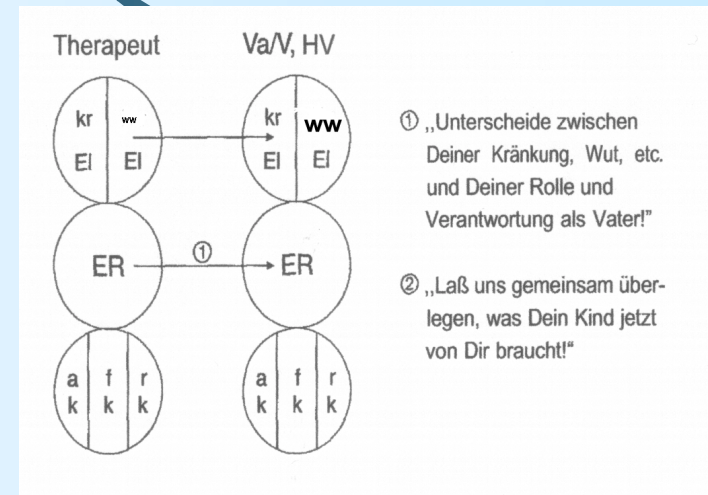 Therapeut
Va/V, HV
kr ww
El El
kr ww
El El
ER ① ER
a f r
k k k
a f r
k k k
① „Unterscheide zwischen
Deiner Kränkung, Wut, etc.
und Deiner Rolle und
Verantwortung als Vater!”
② „Laß uns gemeinsam über-
legen, was Dein Kind jetzt
von Dir braucht!“